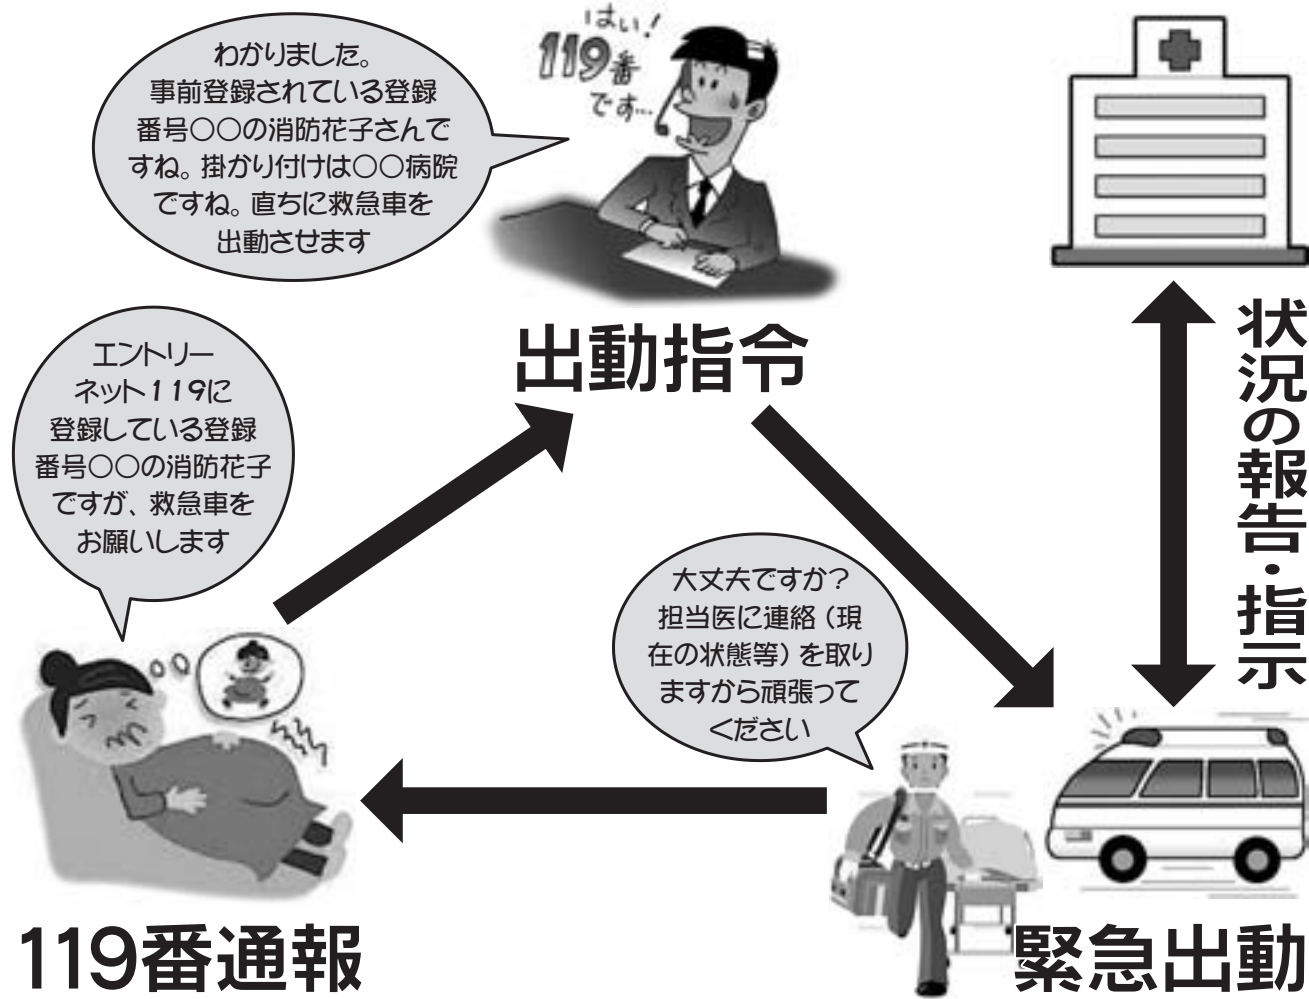 わかりました。
事前登録されている登録
番号○○の消防花子さんで
すね。掛かり付けは○○病院
ですね。直ちに救急車を
出動させます
はい!
119番
です…
出動指令
エントリー
ネット119に
登録している登録
番号○○の消防花子
ですが、救急車を
お願いします
119番通報
大丈夫ですか?
担当医に連絡(現
在の状態等)を取り
ますから頑張って
ください
緊急出動
状況の報告・指示